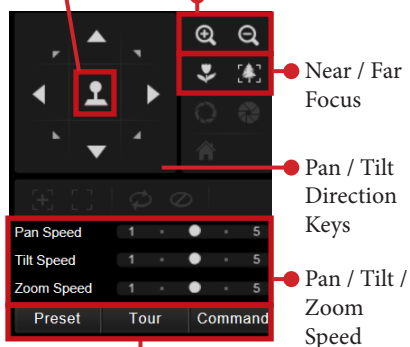 Near / Far
Focus
Pan / Tilt
Direction
Keys
Pan Speed 1 5
Tilt Speed 1 5
Zoom Speed 1 5
Pan / Tilt /
Zoom
Speed
Preset Tour Command